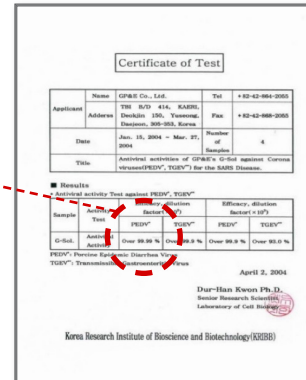 Certificate of Test
Applicant Name GP&E Co., Ltd. Tel +82-42-864-2055
Address TBI B/D 414, KAERI, Deokjin 150, Yuseong, Daejeon, 305-353, Korea Fax +82-42-868-2055
Date Jan. 15, 2004 - Mar. 27, 2004 Number of Samples 4
Title Antiviral activities of GP&E's G-Sol against Corona
viruses(PEDV*, TGEV**) for the SARS Disease.
■ Results
• Antiviral activity Test against PEDV*, TGEV**
Sample Activity Test Efficacy, dilution Efficacy, dilution
PEDV* TGEV** PEDV* TGEV**
G-Sol. Antiviral Activity Over 99.99 % Over 99.9 % Over 99.9 % Over 93.0 %
PEDV*: Porcine Epidemic Diarrhea Virus
TGEV**: Transmissible Gastroenteritis Virus
April 2, 2004
Dur-Han Kwon Ph.D.
Senior Research Scientist
Laboratory of Cell Biology
Korea Research Institute of Bioscience and Biotechnology(KRIBB)